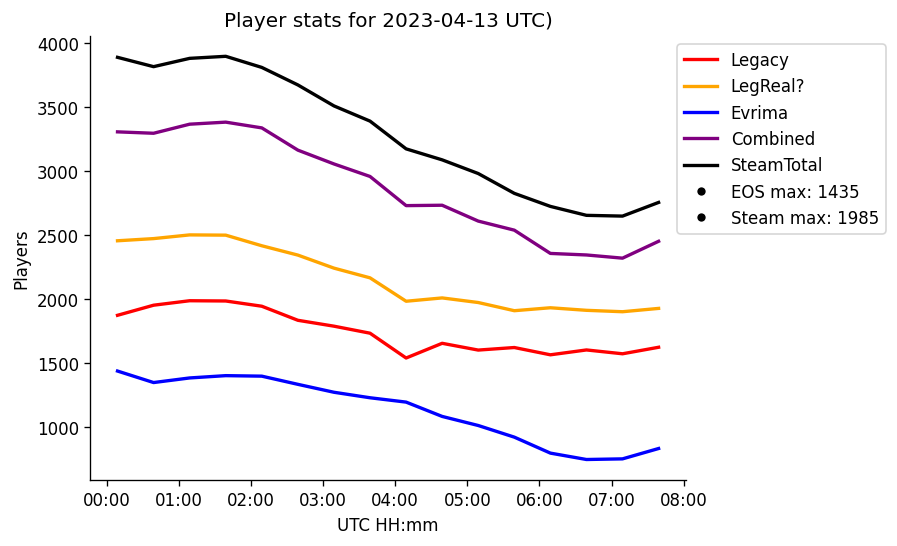 Player stats for 2023-04-13 UTC)
4000
3500
3000
2500
2000
1500
1000
Players
00:00 01:00 02:00 03:00 04:00 05:00 06:00 07:00 08:00
UTC HH:mm
Legacy
LegReal?
Evrima
Combined
SteamTotal
EOS max: 1435
Steam max: 1985